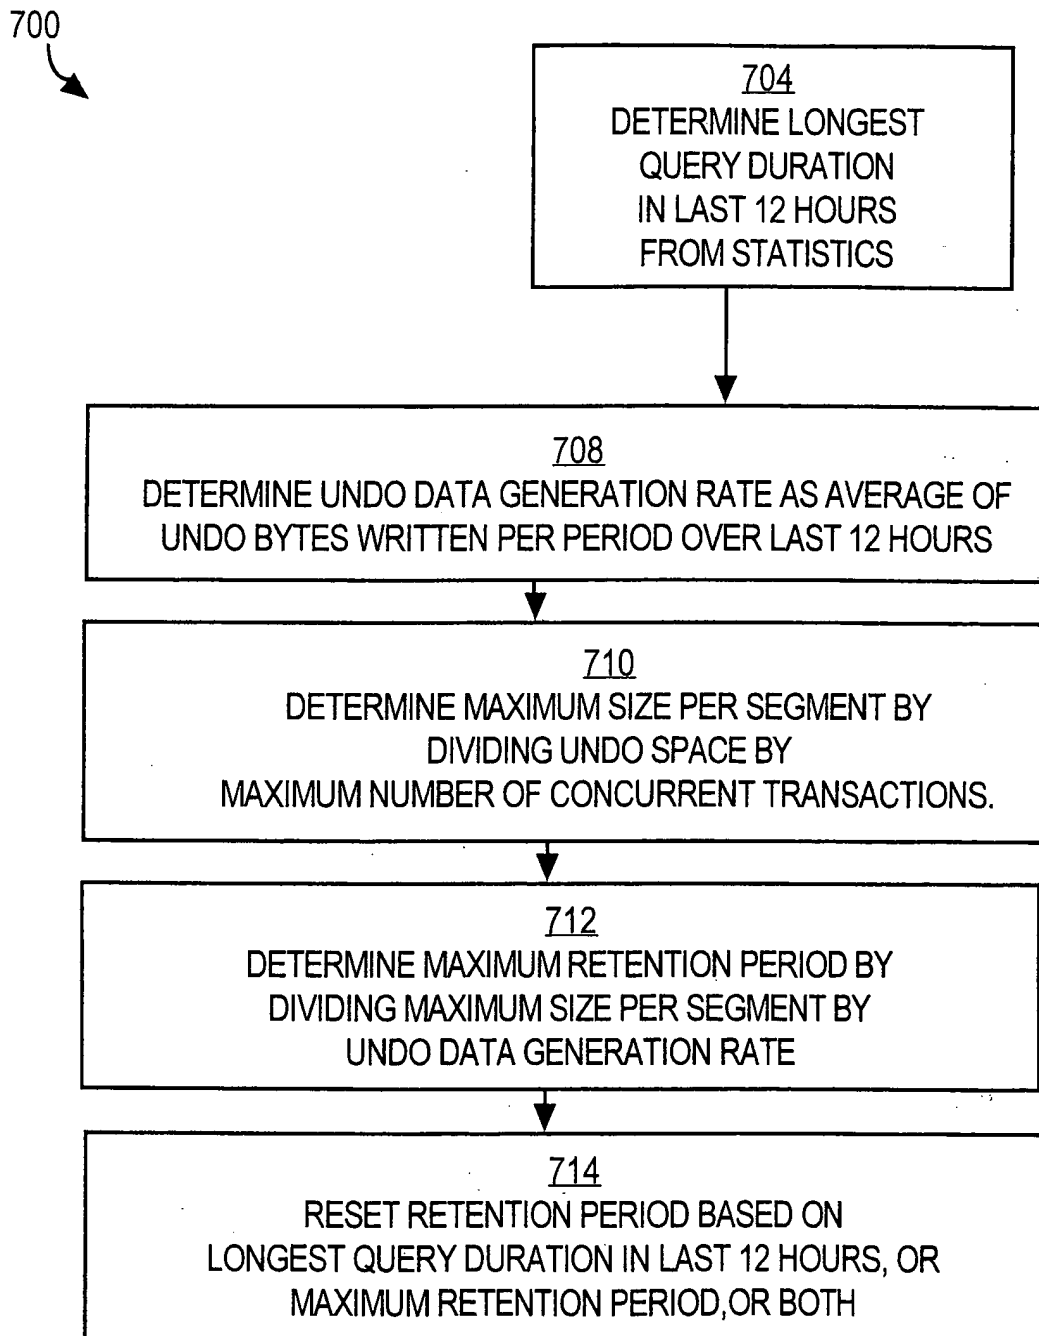 700
704
DETERMINE LONGEST
QUERY DURATION
IN LAST 12 HOURS
FROM STATISTICS
708
DETERMINE UNDO DATA GENERATION RATE AS AVERAGE OF
UNDO BYTES WRITTEN PER PERIOD OVER LAST 12 HOURS
710
DETERMINE MAXIMUM SIZE PER SEGMENT BY
DIVIDING UNDO SPACE BY
MAXIMUM NUMBER OF CONCURRENT TRANSACTIONS.
712
DETERMINE MAXIMUM RETENTION PERIOD BY
DIVIDING MAXIMUM SIZE PER SEGMENT BY
UNDO DATA GENERATION RATE
714
RESET RETENTION PERIOD BASED ON
LONGEST QUERY DURATION IN LAST 12 HOURS, OR
MAXIMUM RETENTION PERIOD,OR BOTH